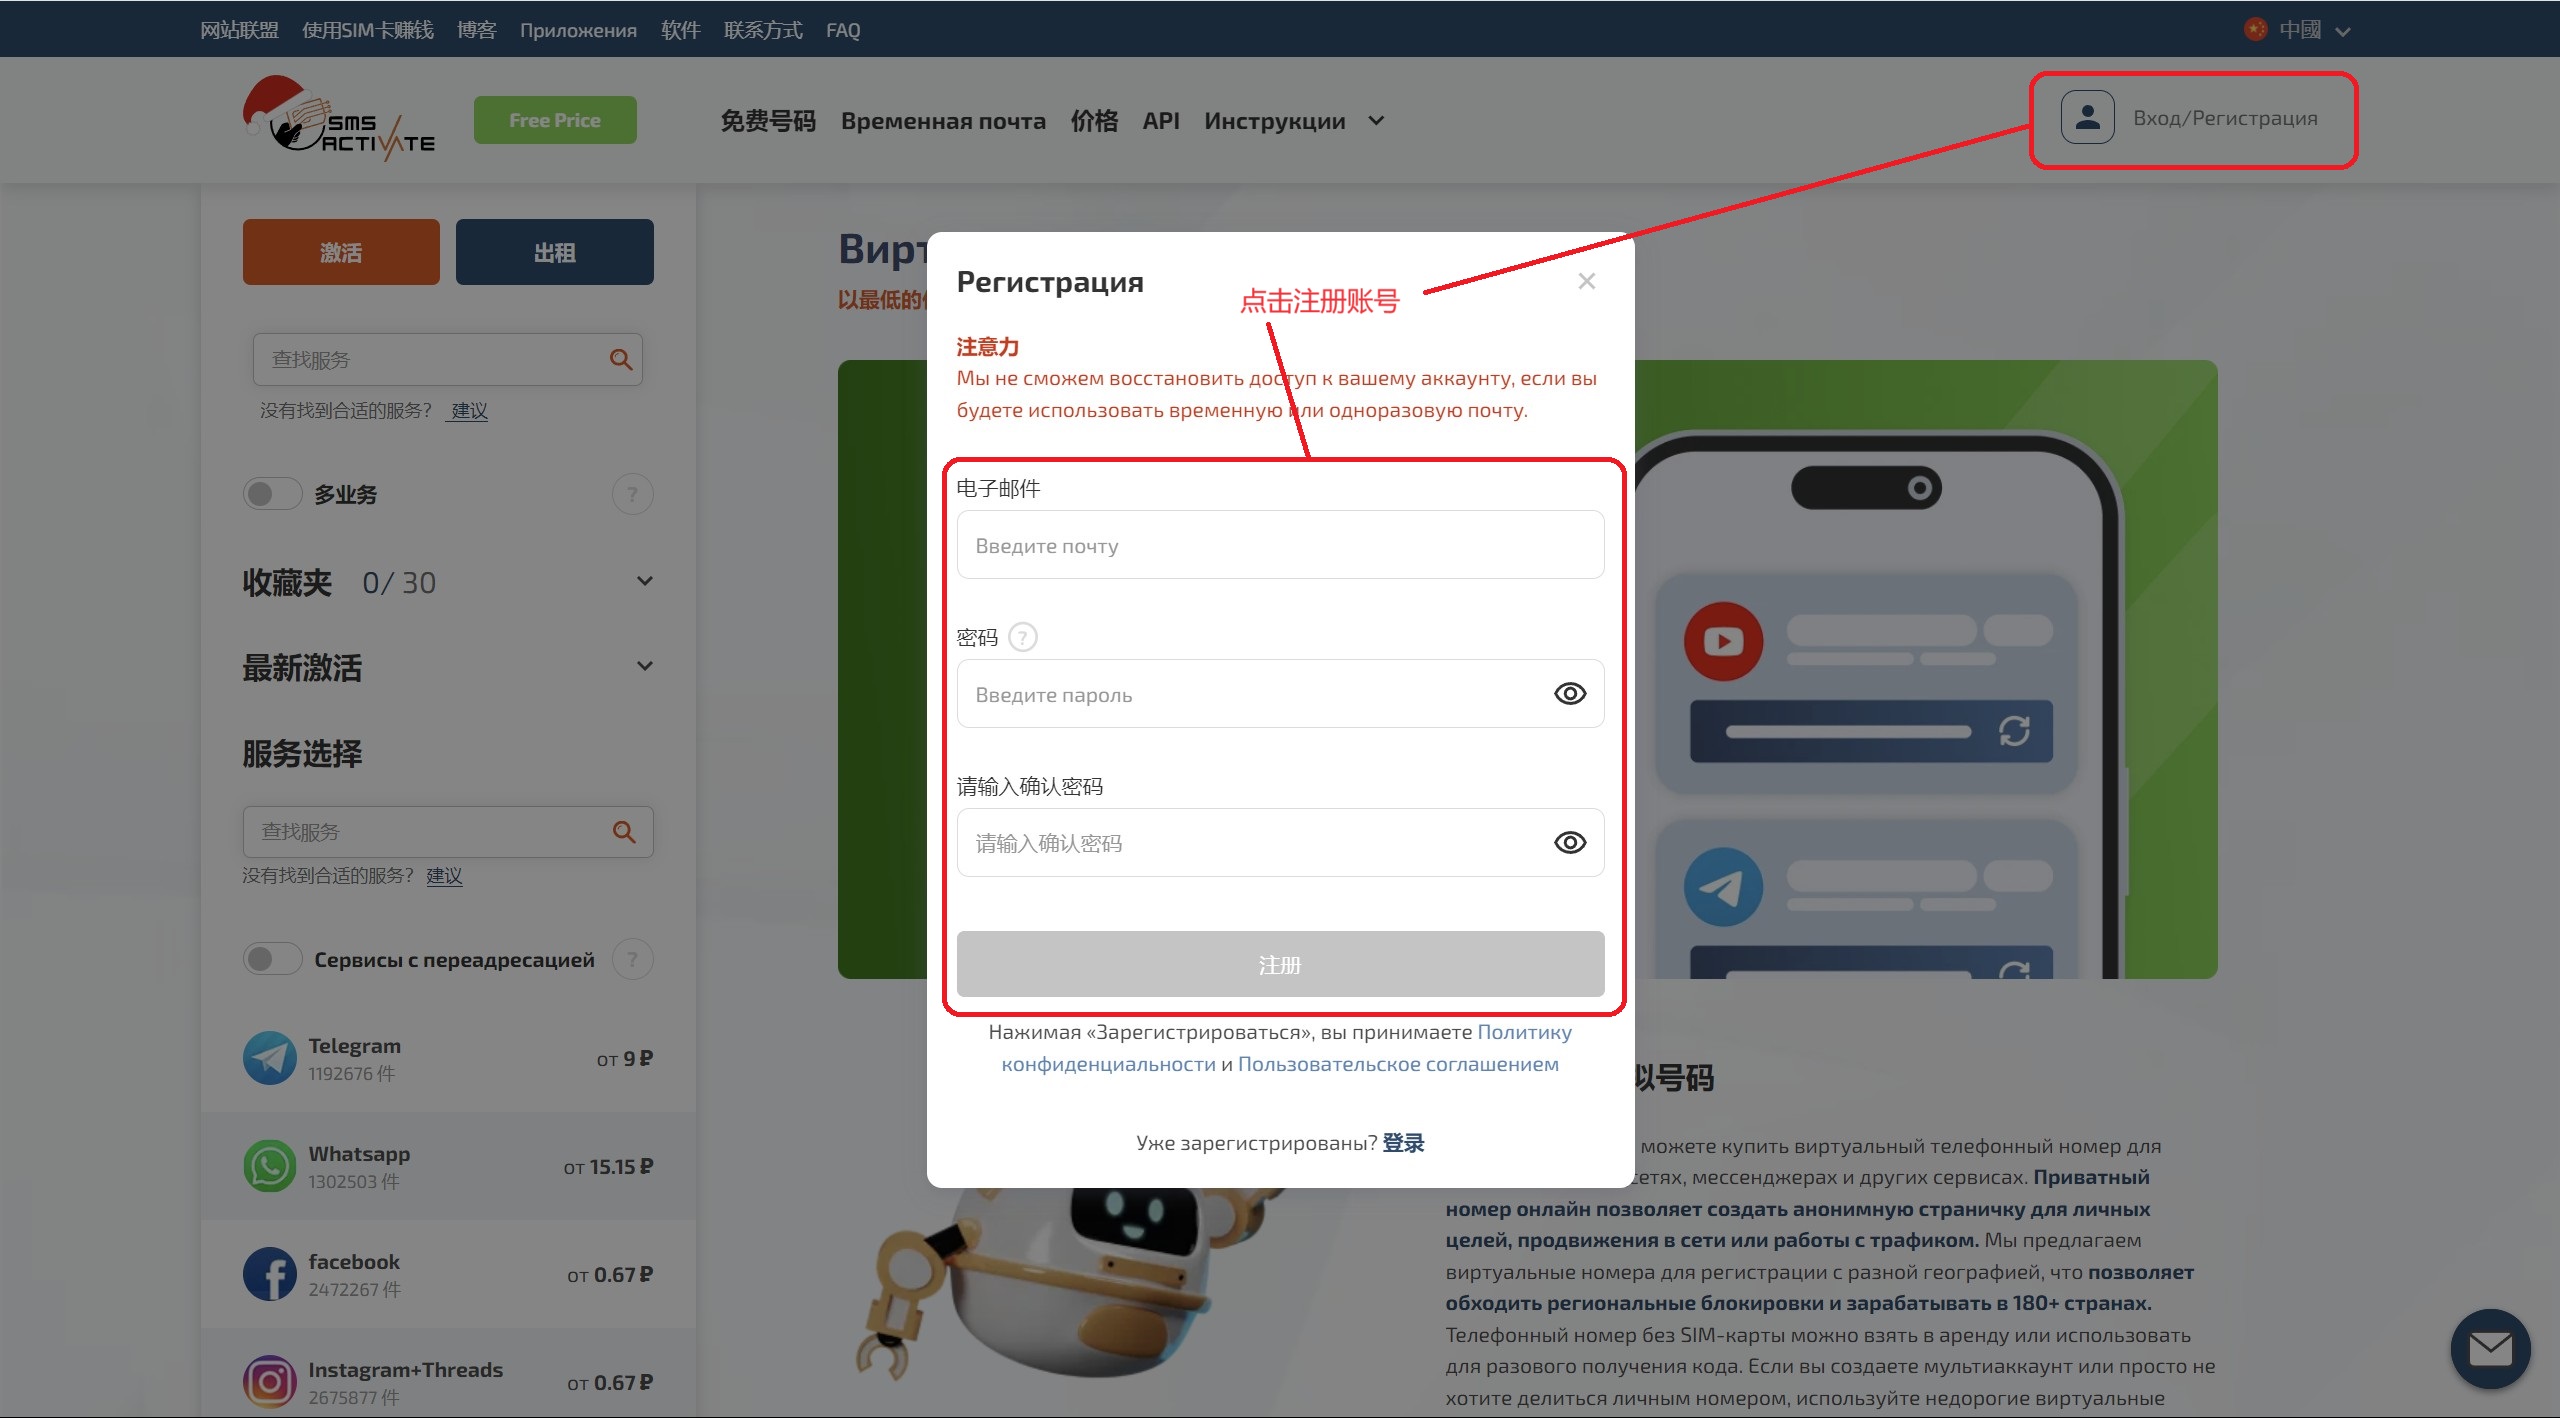 网站联盟 使用SIM卡赚钱 博客 Приложения 软件 联系方式 FAQ 中國
SMS ACTIVATE Free Price 免费号码 Временная почта 价格 API Инструкции Вход/Регистрация
激活 出租
查找服务
没有找到合适的服务? 建议
多业务 ?
收藏夹 0/ 30
最新激活
服务选择
查找服务
没有找到合适的服务? 建议
Сервисы с переадресацией ?
Telegram от 9 ₽
1192676 件
Whatsapp от 15.15 ₽
1302503 件
facebook от 0.67 ₽
2472267 件
Instagram+Threads от 0.67 ₽
2675877 件
Вирт
以最低的
Регистрация
点击注册账号
注意力
Мы не сможем восстановить доступ к вашему аккаунту, если вы
будете использовать временную или одноразовую почту.
电子邮件
Введите почту
密码 ?
Введите пароль
请输入确认密码
请输入确认密码
注册
Нажимая «Зарегистрироваться», вы принимаете Политику
конфиденциальности и Пользовательское соглашением
Уже зарегистрированы? 登录
拟号码
можете купить виртуальный телефонный номер для
сетях, мессенджерах и других сервисах. Приватный
номер онлайн позволяет создать анонимную страничку для личных
целей, продвижения в сети или работы с трафиком. Мы предлагаем
виртуальные номера для регистрации с разной географией, что позволяет
обходить региональные блокировки и зарабатывать в 180+ странах.
Телефонный номер без SIM-карты можно взять в аренду или использовать
для разового получения кода. Если вы создаете мультиаккаунт или просто не
хотите делиться личным номером, используйте недорогие виртуальные